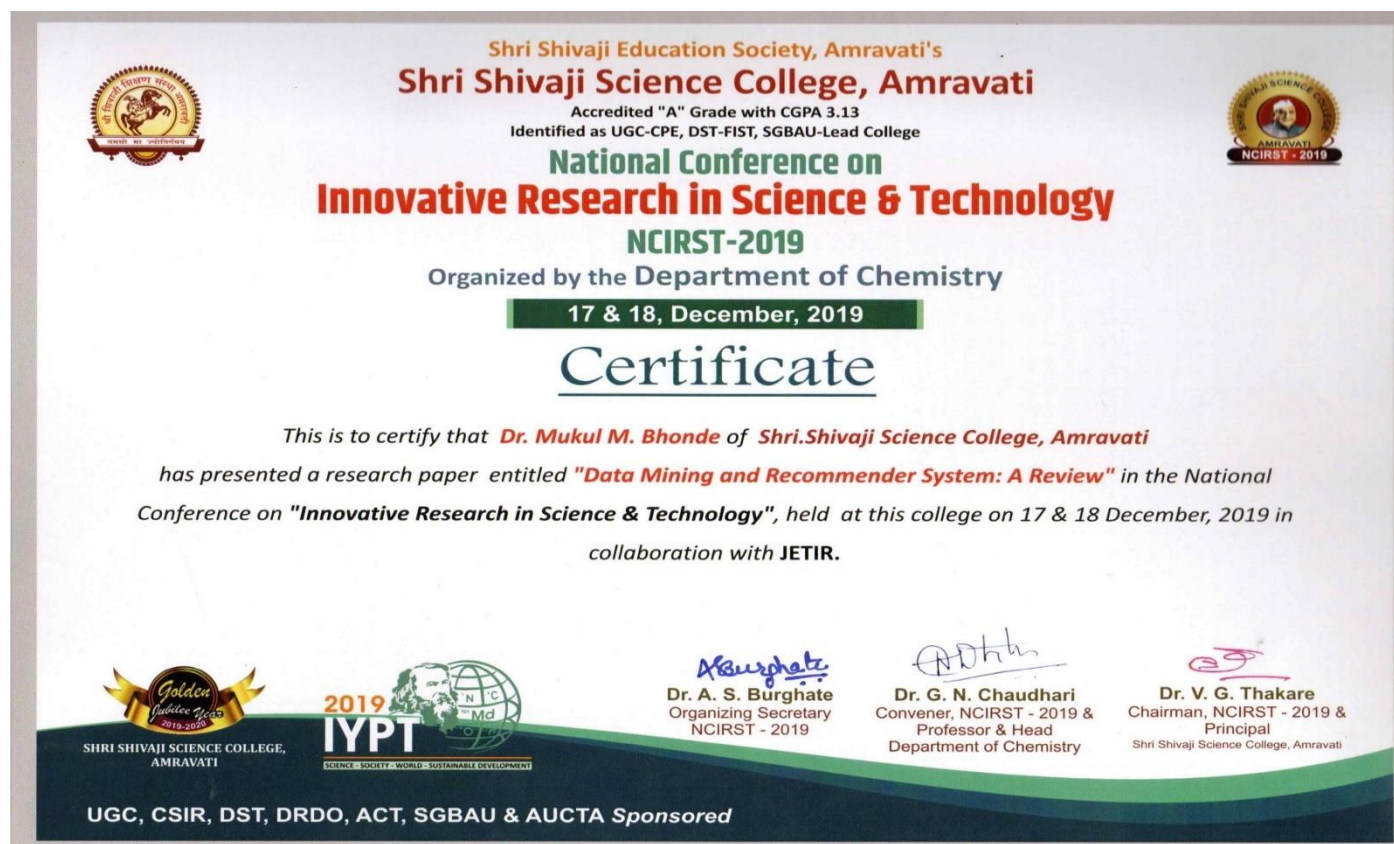 Shri Shivaji Education Society, Amravati's
Shri Shivaji Science College, Amravati
Accredited "A" Grade with CGPA 3.13
Identified as UGC-CPE, DST-FIST, SGBAU-Lead College
National Conference on
Innovative Research in Science & Technology
NCIRST-2019
Organized by the Department of Chemistry
17 & 18, December, 2019
Certificate
SHRI SHIVAJI SCIENCE COLLEGE
AMRAVATI
NCIRST - 2019
This is to certify that Dr. Mukul M. Bhonde of Shri.Shivaji Science College, Amravati
has presented a research paper entitled "Data Mining and Recommender System: A Review" in the National
Conference on "Innovative Research in Science & Technology", held at this college on 17 & 18 December, 2019 in
collaboration with JETIR.
Golden
Jubilee Year
2019-2020
SHRI SHIVAJI SCIENCE COLLEGE,
AMRAVATI
2019
IYPT
N C
Md
O
SCIENCE - SOCIETY - WORLD - SUSTAINABLE DEVELOPMENT
ASBurghate
Dr. A. S. Burghate
Organizing Secretary
NCIRST - 2019
Dr. G. N. Chaudhari
Convener, NCIRST - 2019 &
Professor & Head
Department of Chemistry
Dr. V. G. Thakare
Chairman, NCIRST - 2019 &
Principal
Shri Shivaji Science College, Amravati
UGC, CSIR, DST, DRDO, ACT, SGBAU & AUCTA Sponsored